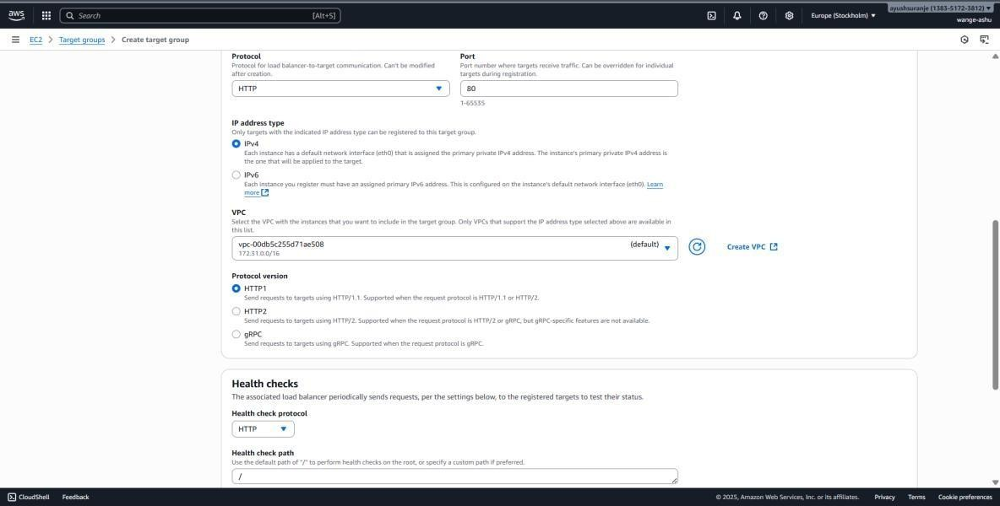 aws
Search [Alt+S]
Europe (Stockholm)
ayushsuranje (1383-5172-3812)
wange-ashu
EC2 > Target groups > Create target group
Protocol
Protocol for load balancer-to-target communication. Can't be modified
after creation.
HTTP
Port
Port number where targets receive traffic. Can be overridden for individual
targets during registration.
80
1-65535
IP address type
Only targets with the indicated IP address type can be registered to this target group.
IPv4
Each instance has a default network interface (eth0) that is assigned the primary private IPv4 address. The instance's primary private IPv4 address is
the one that will be applied to the target.
IPv6
Each instance you register must have an assigned primary IPv6 address. This is configured on the instance's default network interface (eth0). Learn
more
VPC
Select the VPC with the instances that you want to include in the target group. Only VPCs that support the IP address type selected above are available in
this list.
vpc-00db5c255d71ae508 (default)
172.31.0.0/16
Create VPC
Protocol version
HTTP1
Send requests to targets using HTTP/1.1. Supported when the request protocol is HTTP/1.1 or HTTP/2.
HTTP2
Send requests to targets using HTTP/2. Supported when the request protocol is HTTP/2 or gRPC, but gRPC-specific features are not available.
gRPC
Send requests to targets using gRPC. Supported when the request protocol is gRPC.
Health checks
The associated load balancer periodically sends requests, per the settings below, to the registered targets to test their status.
Health check protocol
HTTP
Health check path
Use the default path of "/" to perform health checks on the root, or specify a custom path if preferred.
/
CloudShell Feedback © 2025, Amazon Web Services, Inc. or its affiliates. Privacy Terms Cookie preferences